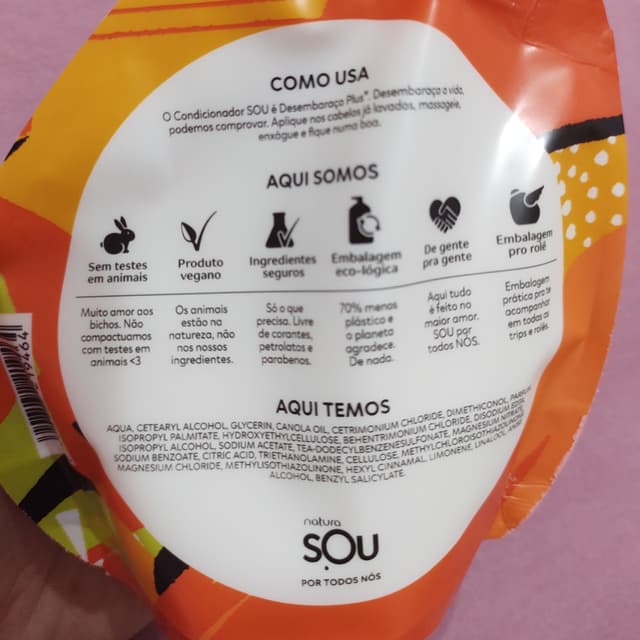 COMO USA
O Condicionador SOU é Desembaraço Plus*. Desembaraça a vida,
podemos comprovar. Aplique nos cabelos já lavados, massageie,
enxágue e fique numa boa.
AQUI SOMOS
Sem testes
em animais
Produto
vegano
Ingredientes
seguros
Embalagem
eco-lógica
De gente
pra gente
Embalagem
pro rolê
Muito amor aos
bichos. Não
compactuamos
com testes em
animais <3
Os animais
estão na
natureza, não
nos nossos
ingredientes.
Só o que
precisa. Livre
de corantes,
petrolatos e
parabenos.
70% menos
plástico e
o planeta
agradece.
De nada.
Aqui tudo
é feito no
maior amor.
SOU por
todos NÓS.
Embalagem
prática pra te
acompanhar
em todas as
trips e rolês.
AQUI TEMOS
AQUA, CETEARYL ALCOHOL, GLYCERIN, CANOLA OIL, CETRIMONIUM CHLORIDE, DIMETHICONOL, PARFUM,
ISOPROPYL PALMITATE, HYDROXYETHYLCELLULOSE, BEHENTRIMONIUM CHLORIDE, DISODIUM EDTA,
ISOPROPYL ALCOHOL, SODIUM ACETATE, TEA-DODECYLBENZENESULFONATE, MAGNESIUM NITRATE,
SODIUM BENZOATE, CITRIC ACID, TRIETHANOLAMINE, CELLULOSE, METHYLCHLOROISOTHIAZOLINONE,
MAGNESIUM CHLORIDE, METHYLISOTHIAZOLINONE, HEXYL CINNAMAL, LIMONENE, LINALOOL,
ALCOHOL, BENZYL SALICYLATE.
natura
SOU
POR TODOS NÓS